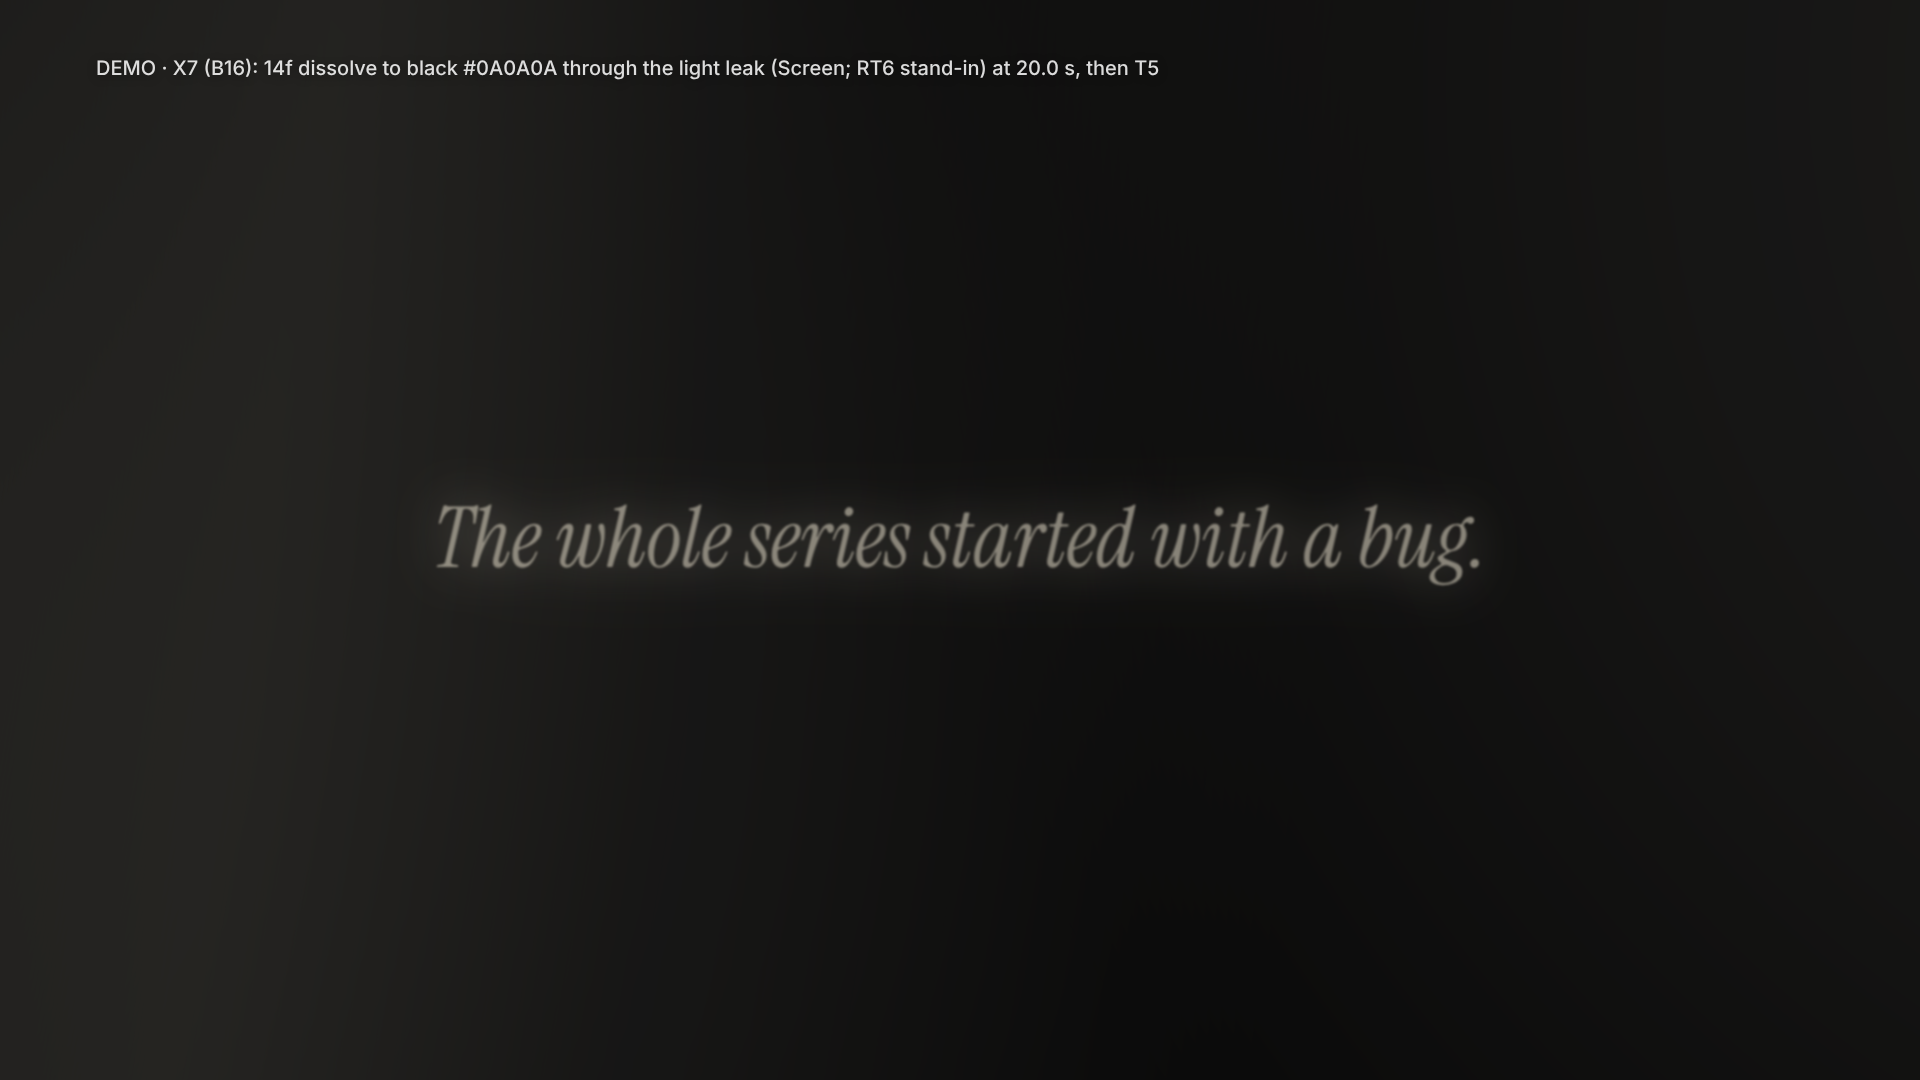 DEMO · X7 (B16): 14f dissolve to black #0A0A0A through the light leak (Screen; RT6 stand-in) at 20.0 s, then T5
The whole series started with a bug.